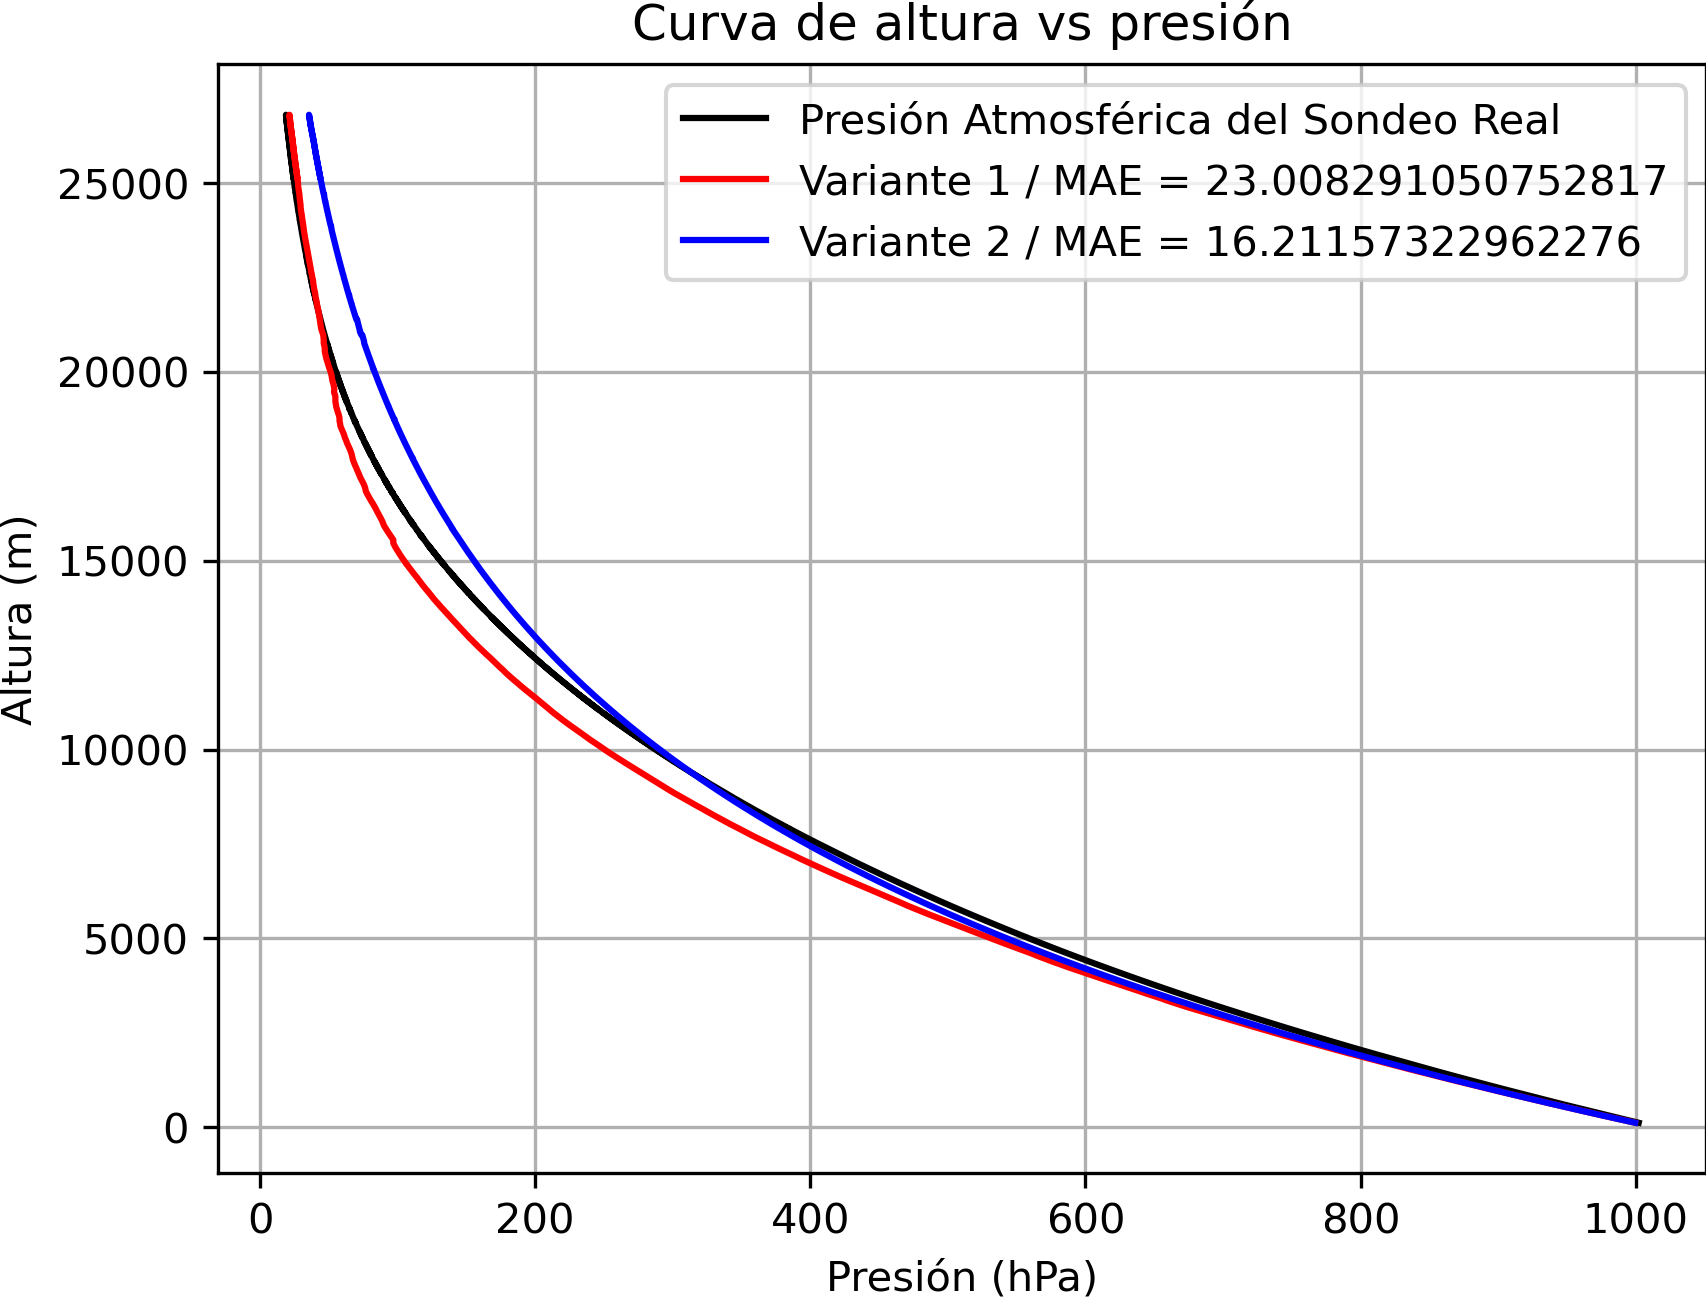 Curva de altura vs presión
Presión Atmosférica del Sondeo Real
Variante 1 / MAE = 23.008291050752817
Variante 2 / MAE = 16.21157322962276
Altura (m)
25000
20000
15000
10000
5000
0
0 200 400 600 800 1000
Presión (hPa)